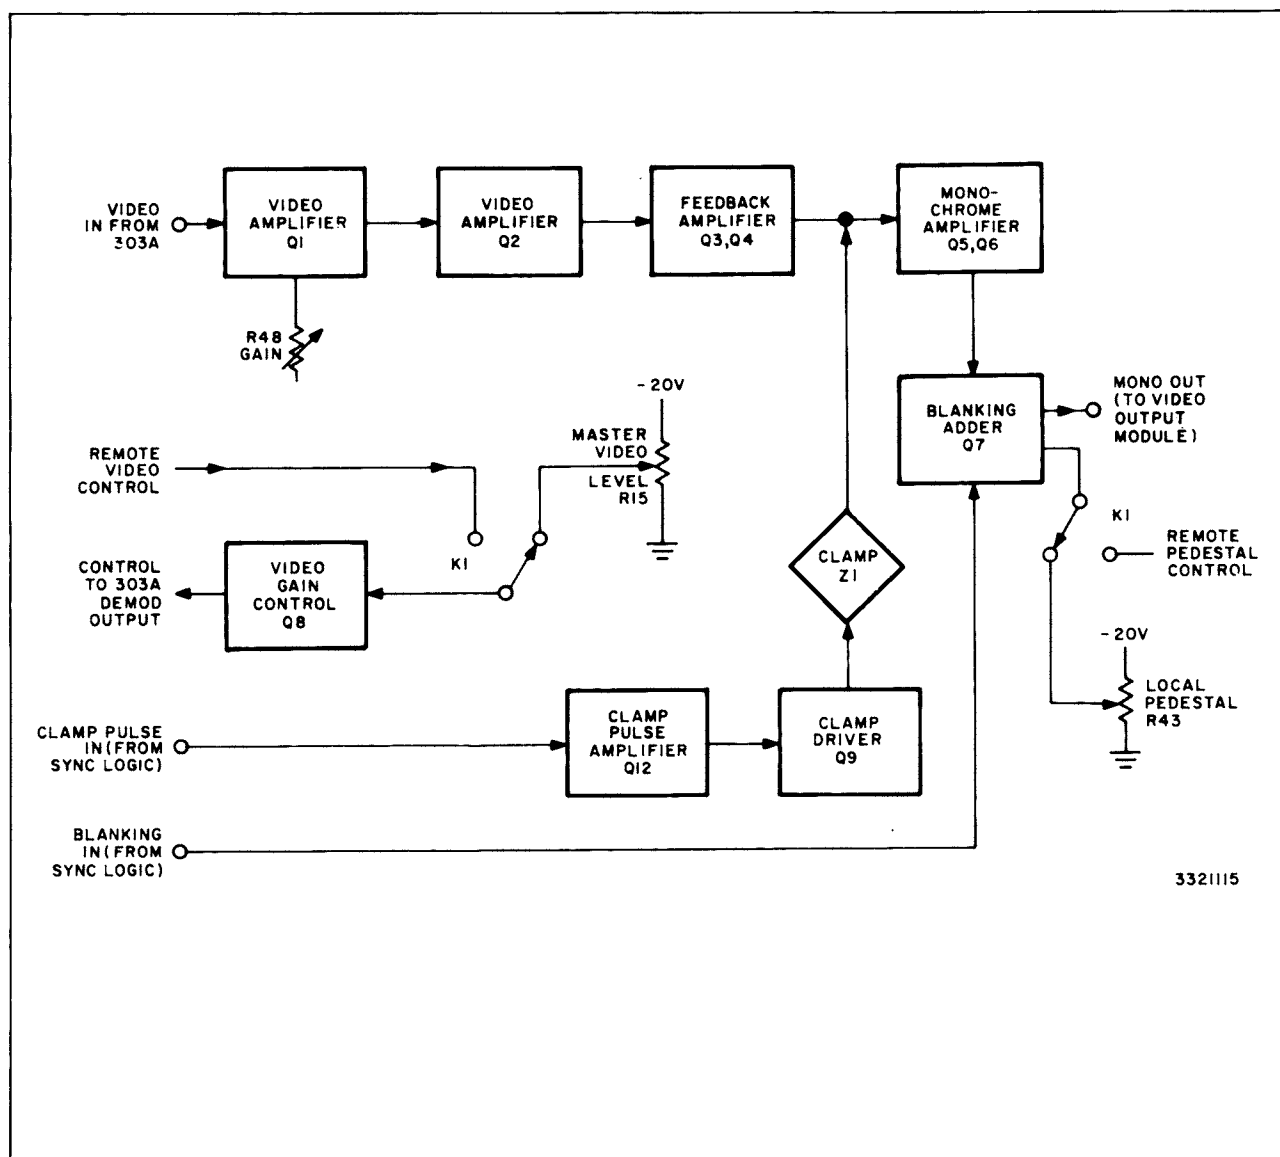 VIDEO
IN FROM
303A
VIDEO
AMPLIFIER
Q1
VIDEO
AMPLIFIER
Q2
FEEDBACK
AMPLIFIER
Q3,Q4
MONO-
CHROME
AMPLIFIER
Q5,Q6
R48
GAIN
-20V
MASTER
VIDEO
LEVEL
R15
BLANKING
ADDER
Q7
MONO OUT
(TO VIDEO
OUTPUT
MODULE)
REMOTE
VIDEO
CONTROL
K1
K1
REMOTE
PEDESTAL
CONTROL
CONTROL
TO 303A
DEMOD
OUTPUT
VIDEO
GAIN
CONTROL
Q8
CLAMP
Z1
-20V
LOCAL
PEDESTAL
R43
CLAMP PULSE
IN (FROM
SYNC LOGIC)
CLAMP
PULSE
AMPLIFIER
Q12
CLAMP
DRIVER
Q9
BLANKING
IN (FROM
SYNC LOGIC)
3321115